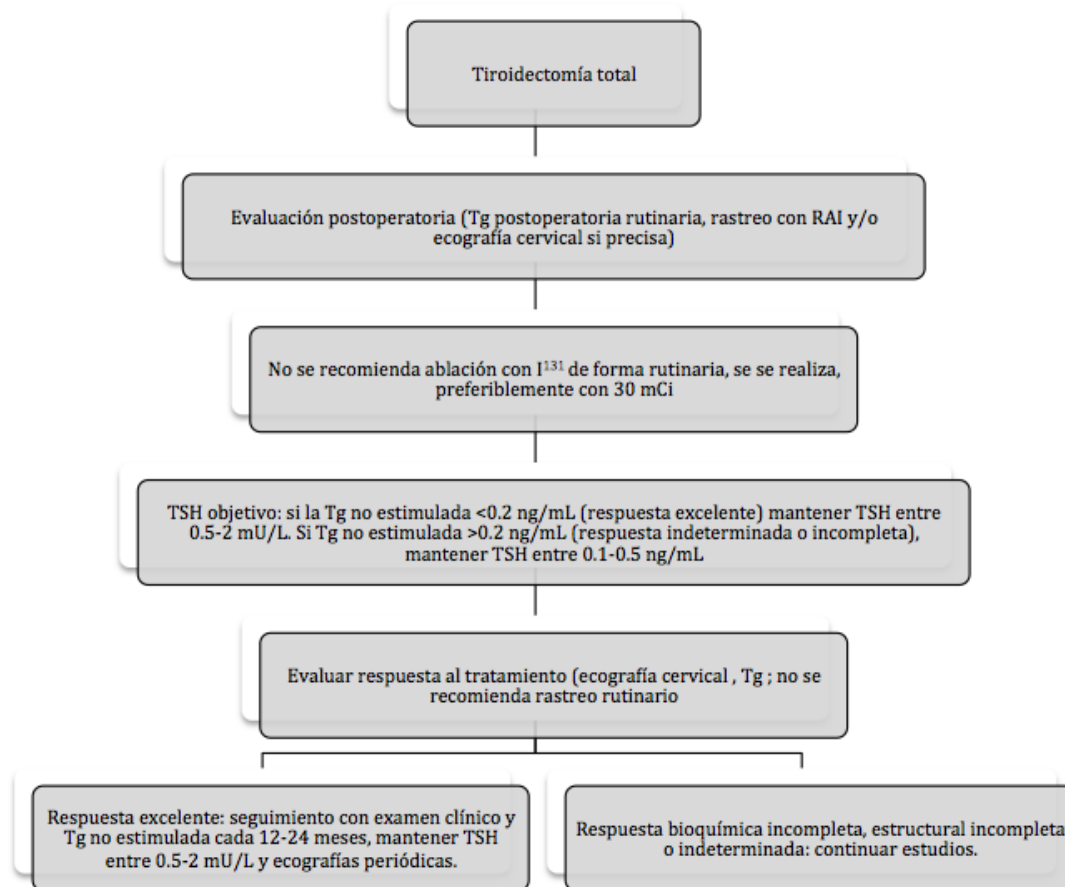 Tiroidectomía total
Evaluación postoperatoria (Tg postoperatoria rutinaria, rastreo con RAI y/o
ecografía cervical si precisa)
No se recomienda ablación con I¹³¹ de forma rutinaria, se se realiza,
preferiblemente con 30 mCi
TSH objetivo: si la Tg no estimulada <0.2 ng/mL (respuesta excelente) mantener TSH entre
0.5-2 mU/L. Si Tg no estimulada >0.2 ng/mL (respuesta indeterminada o incompleta),
mantener TSH entre 0.1-0.5 ng/mL
Evaluar respuesta al tratamiento (ecografía cervical , Tg ; no se
recomienda rastreo rutinario
Respuesta excelente: seguimiento con examen clínico y
Tg no estimulada cada 12-24 meses, mantener TSH
entre 0.5-2 mU/L y ecografías periódicas.
Respuesta bioquímica incompleta, estructural incompleta
o indeterminada: continuar estudios.